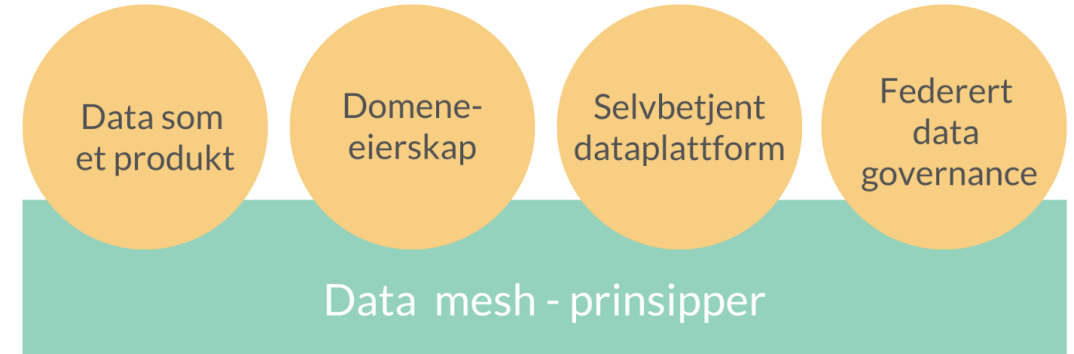 Data som
et produkt
Domene-
eierskap
Selvbetjent
dataplattform
Federert
data
governance
Data mesh - prinsipper